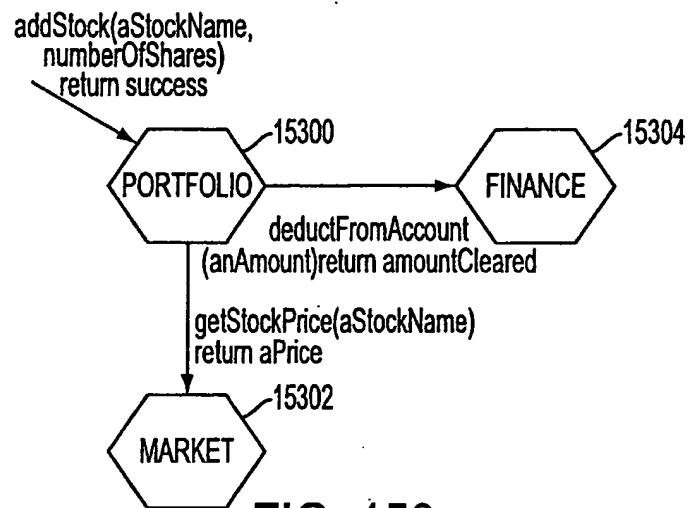 addStock(aStockName,
numberOfShares)
return success
15300
15304
PORTFOLIO
FINANCE
deductFromAccount
(anAmount)return amountCleared
getStockPrice(aStockName)
return aPrice
15302
MARKET